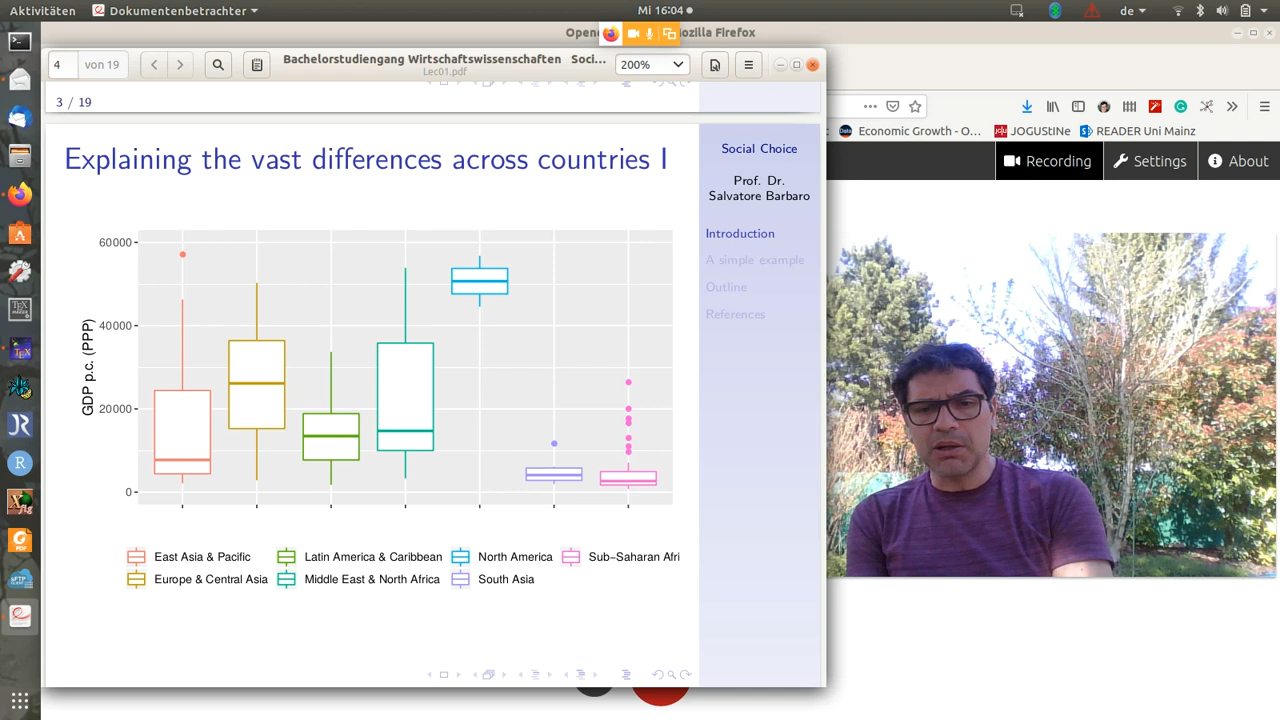 Aktivitäten
Dokumentenbetrachter
Mi 16:04
de
Openc
ozilla Firefox
4
von 19
Bachelorstudiengang Wirtschaftswissenschaften Soci...
Lec01.pdf
200%
3 / 19
Economic Growth - O...
JOGUStINe
READER Uni Mainz
Recording
Settings
About
Explaining the vast differences across countries I
Social Choice
Prof. Dr.
Salvatore Barbaro
Introduction
A simple example
Outline
References
60000
40000
20000
0
GDP p.c. (PPP)
East Asia & Pacific
Latin America & Caribbean
North America
Sub-Saharan Afri
Europe & Central Asia
Middle East & North Africa
South Asia